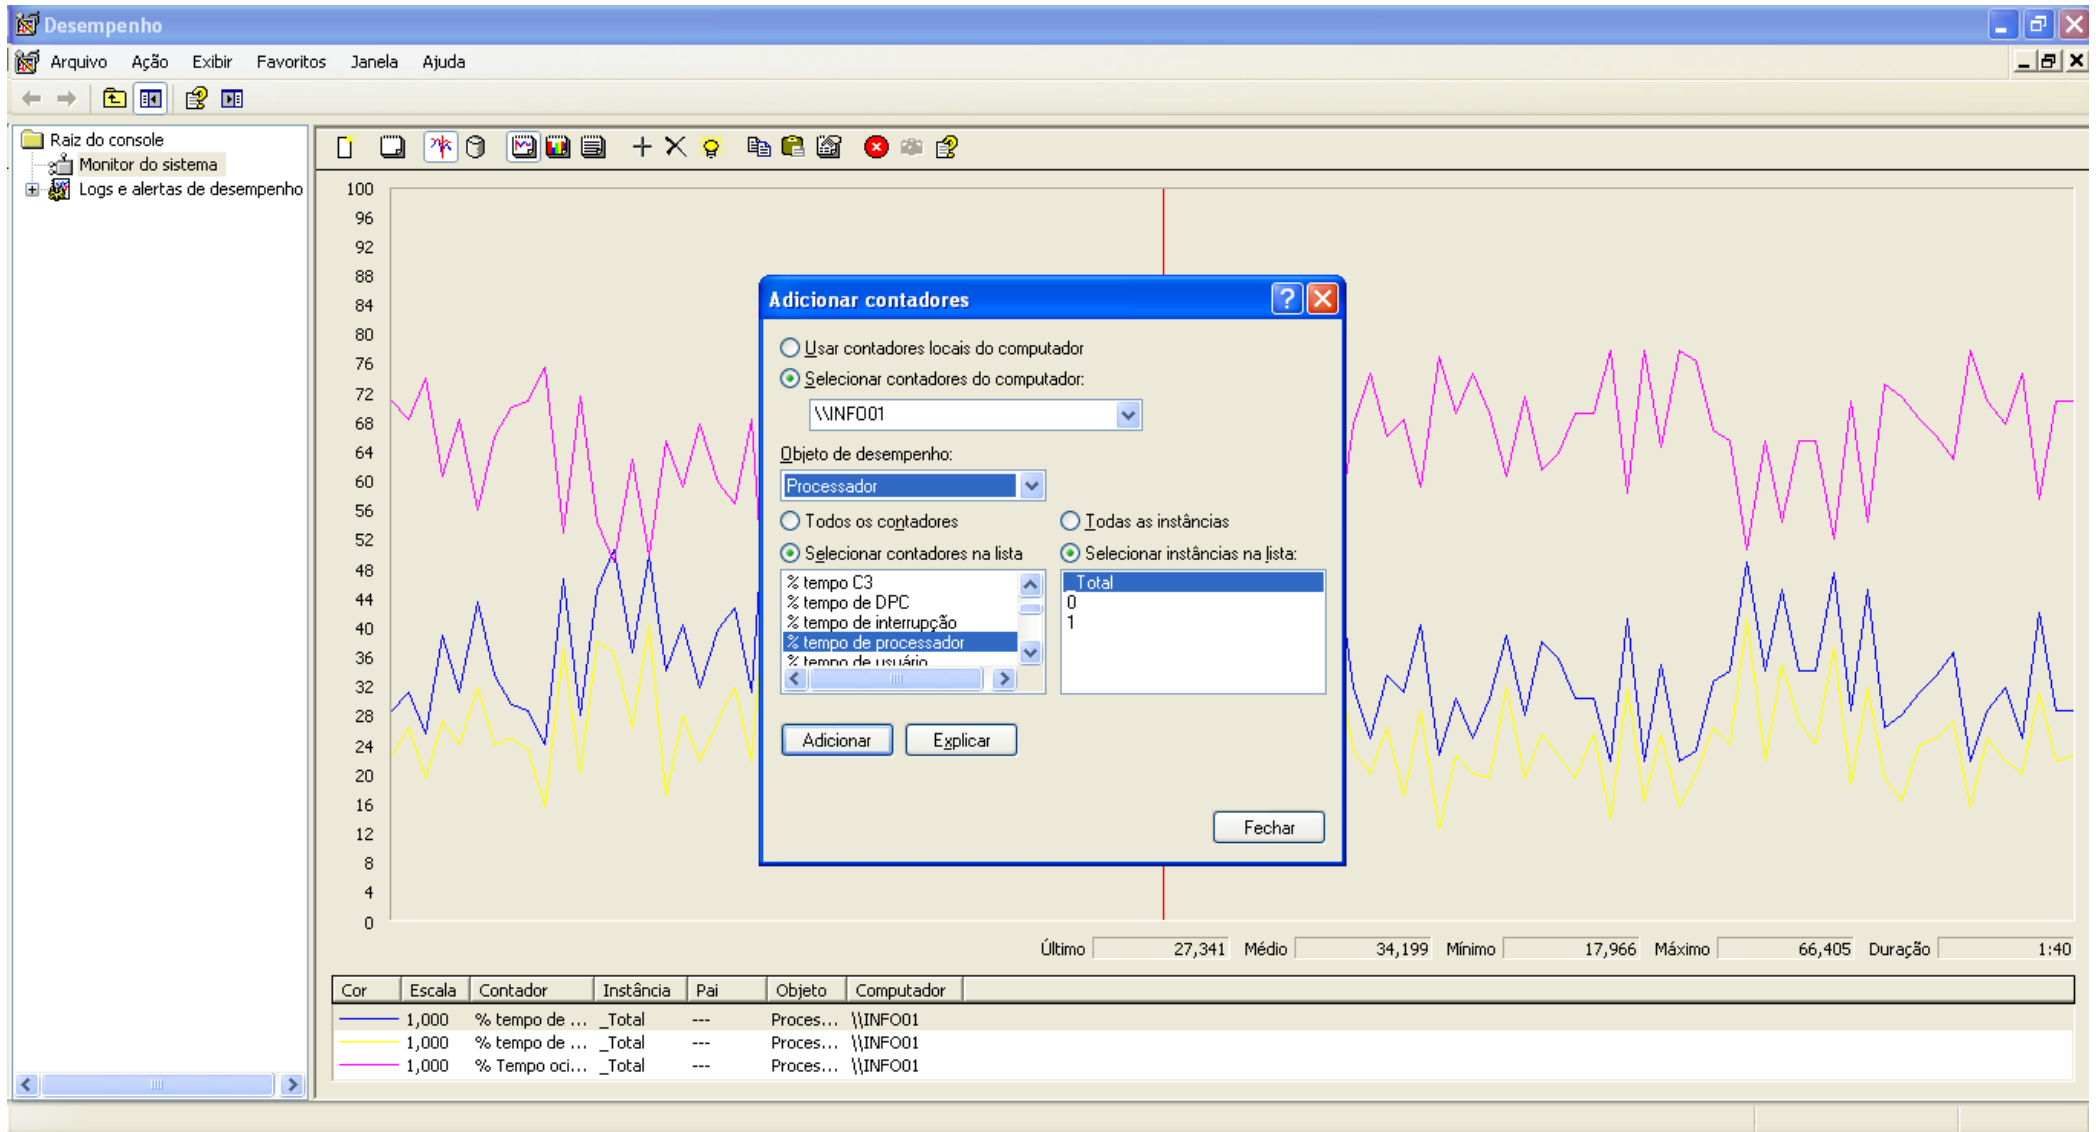 Desempenho
Arquivo Ação Exibir Favoritos Janela Ajuda
Raiz do console
Monitor do sistema
Logs e alertas de desempenho
100
96
92
88
84
80
76
72
68
64
60
56
52
48
44
40
36
32
28
24
20
16
12
8
4
0
Adicionar contadores
Usar contadores locais do computador
Selecionar contadores do computador:
\\INFO01
Objeto de desempenho:
Processador
Todos os contadores
Todas as instâncias
Selecionar contadores na lista
Selecionar instâncias na lista:
% tempo C3
% tempo de DPC
% tempo de interrupção
% tempo de processador
% tempo de usuário
_Total
0
1
Adicionar Explicar
Fechar
Último 27,341 Médio 34,199 Mínimo 17,966 Máximo 66,405 Duração 1:40
Cor Escala Contador Instância Pai Objeto Computador
1,000 % tempo de ... _Total --- Proces... \\INFO01
1,000 % tempo de ... _Total --- Proces... \\INFO01
1,000 % Tempo oci... _Total --- Proces... \\INFO01